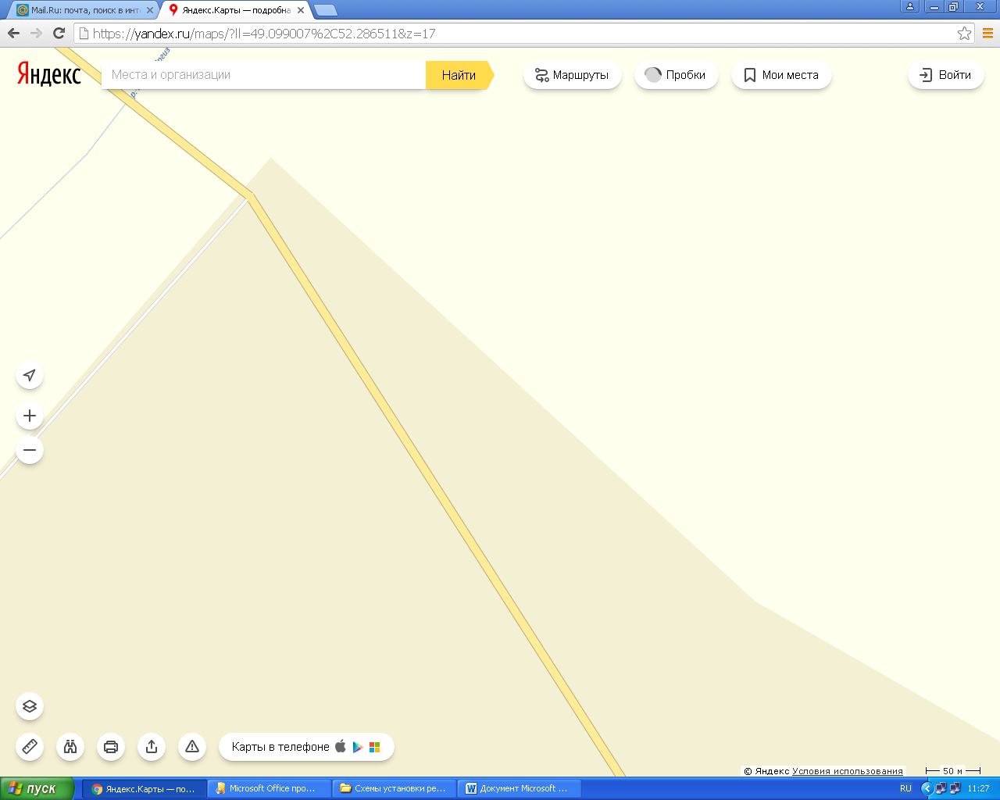 Mail.Ru: почта, поиск в инт
Яндекс.Карты — подробна
https://yandex.ru/maps/?ll=49.099007%2C52.286511&z=17
Яндекс
Места и организации
Найти
Маршруты
Пробки
Мои места
Войти
Карты в телефоне
© Яндекс Условия использования
50 м
пуск
Яндекс.Карты — по...
Microsoft Office про...
Схемы установки ре...
Документ Microsoft ...
RU
11:27